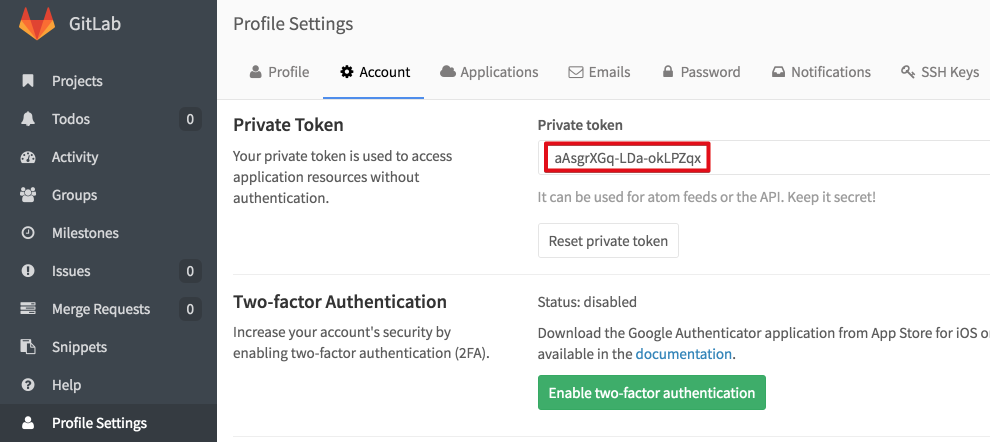 GitLab
Projects
Todos 0
Activity
Groups
Milestones
Issues 0
Merge Requests 0
Snippets
Help
Profile Settings
Profile Settings
Profile Account Applications Emails Password Notifications SSH Keys
Private Token
Your private token is used to access
application resources without
authentication.
Private token
aAsgrXGq-LDa-okLPZqx
It can be used for atom feeds or the API. Keep it secret!
Reset private token
Two-factor Authentication
Increase your account's security by
enabling two-factor authentication (2FA).
Status: disabled
Download the Google Authenticator application from App Store for iOS o
available in the documentation.
Enable two-factor authentication